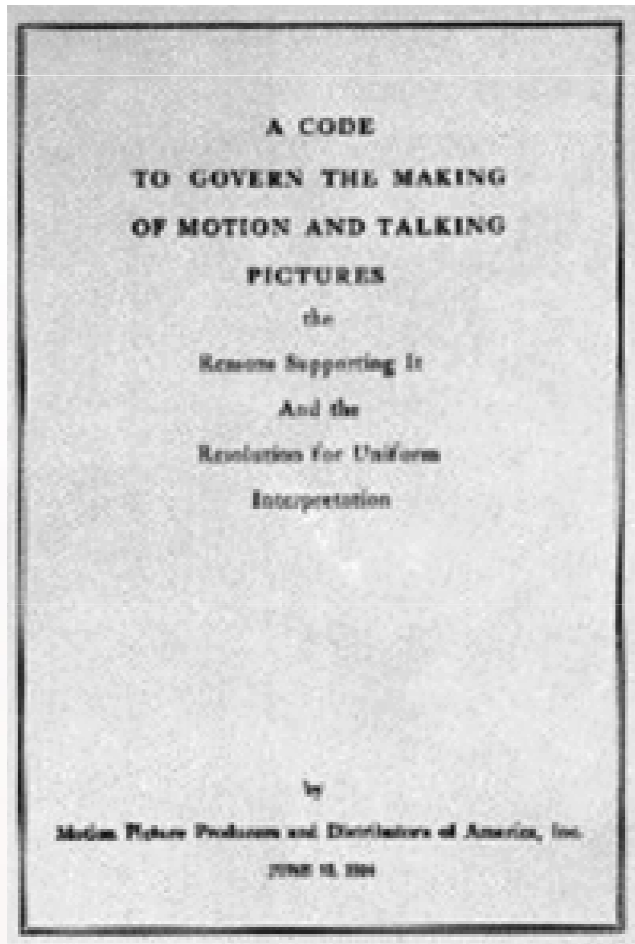 A CODE
TO GOVERN THE MAKING
OF MOTION AND TALKING
PICTURES
the
Reasons Supporting It
And the
Resolution for Uniform
Interpretation
by
Motion Picture Producers and Distributors of America, Inc.
JUNE